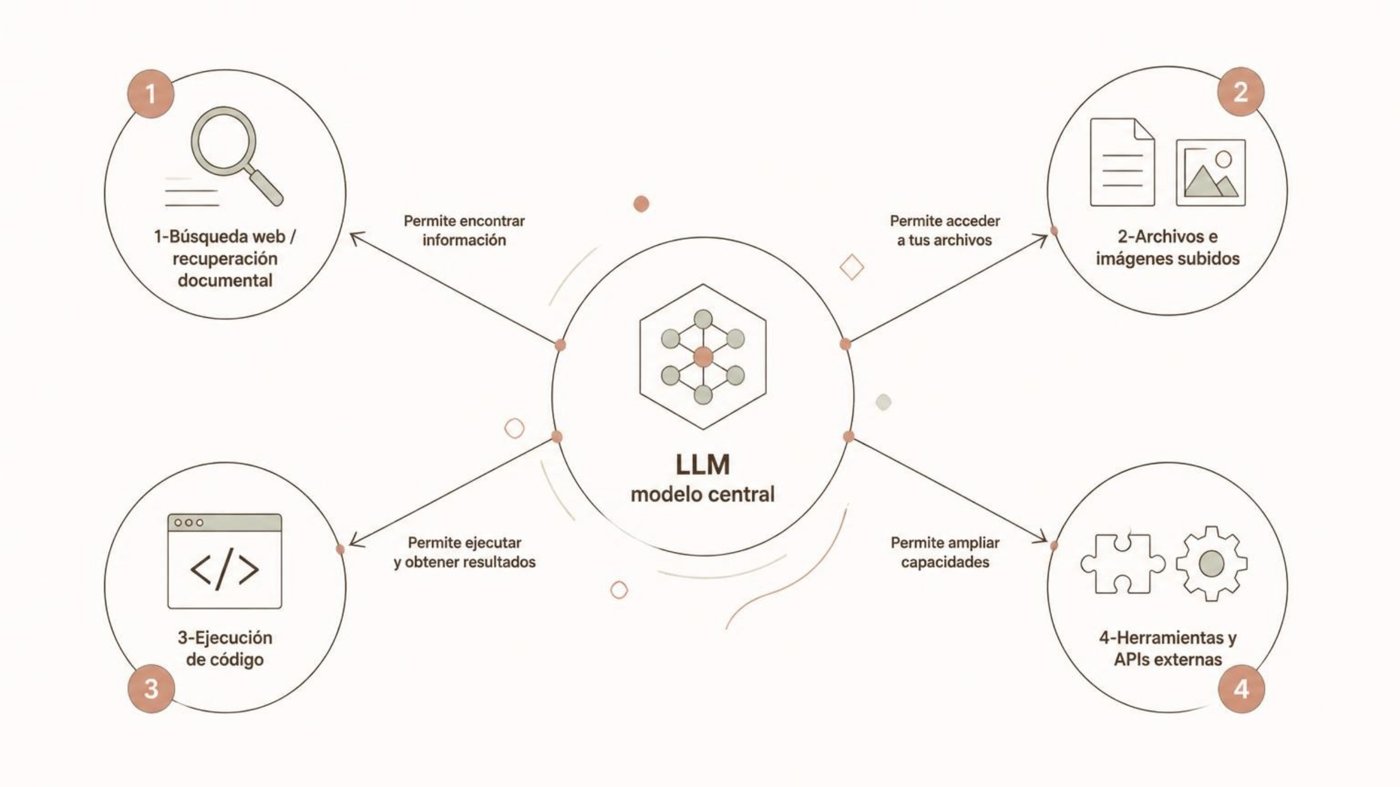 1
1-Búsqueda web /
recuperación
documental
Permite encontrar
información
Permite acceder
a tus archivos
2
2-Archivos e
imágenes subidos
LLM
modelo central
</>
3-Ejecución
de código
3
Permite ejecutar
y obtener resultados
Permite ampliar
capacidades
4-Herramientas y
APIs externas
4